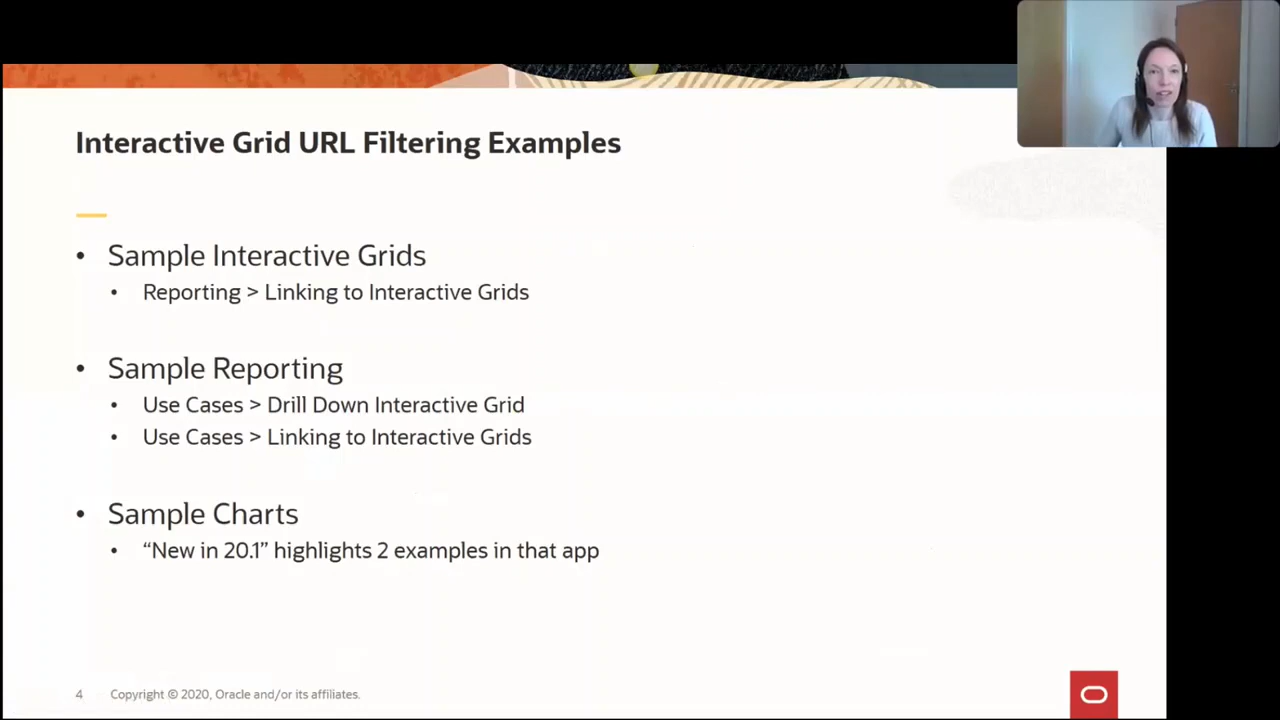 Interactive Grid URL Filtering Examples
• Sample Interactive Grids
• Reporting > Linking to Interactive Grids
• Sample Reporting
• Use Cases > Drill Down Interactive Grid
• Use Cases > Linking to Interactive Grids
• Sample Charts
• “New in 20.1” highlights 2 examples in that app
4 Copyright © 2020, Oracle and/or its affiliates.